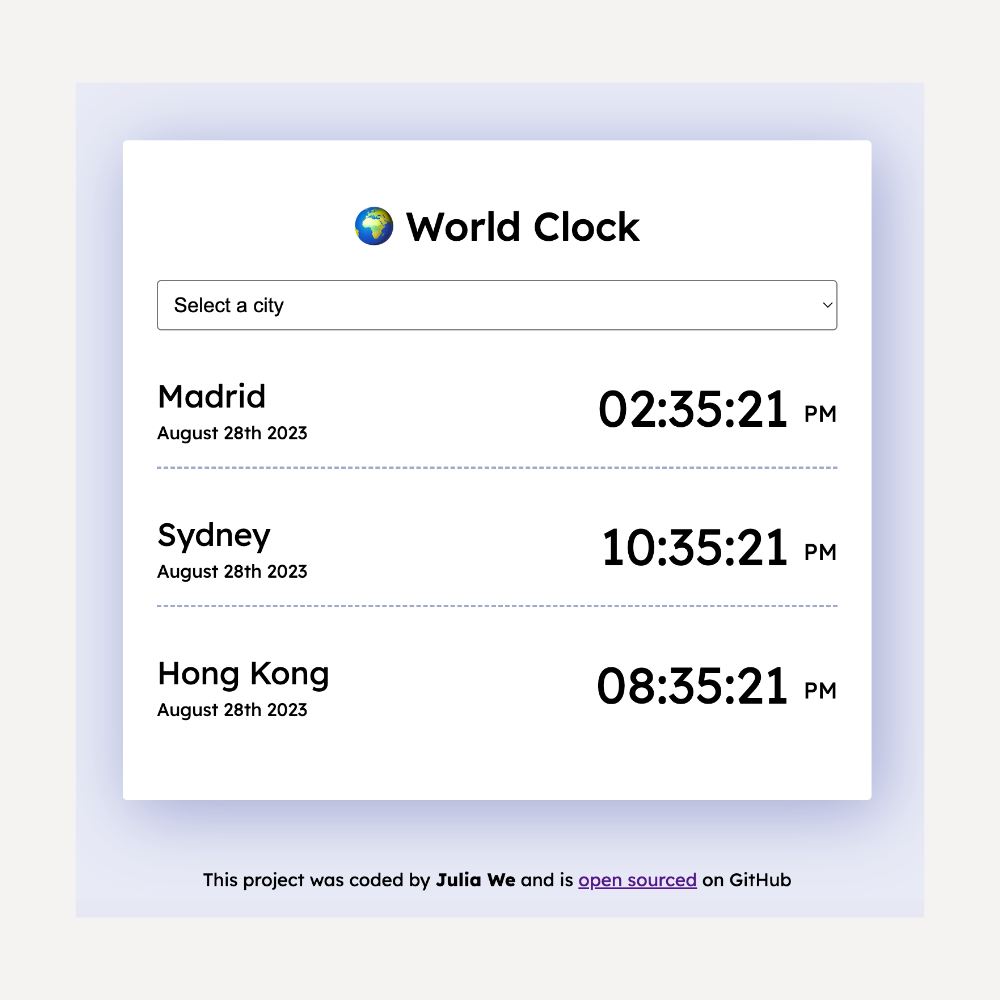 World Clock
Select a city
Madrid
02:35:21 PM
August 28th 2023
Sydney
10:35:21 PM
August 28th 2023
Hong Kong
08:35:21 PM
August 28th 2023
This project was coded by Julia We and is open sourced on GitHub